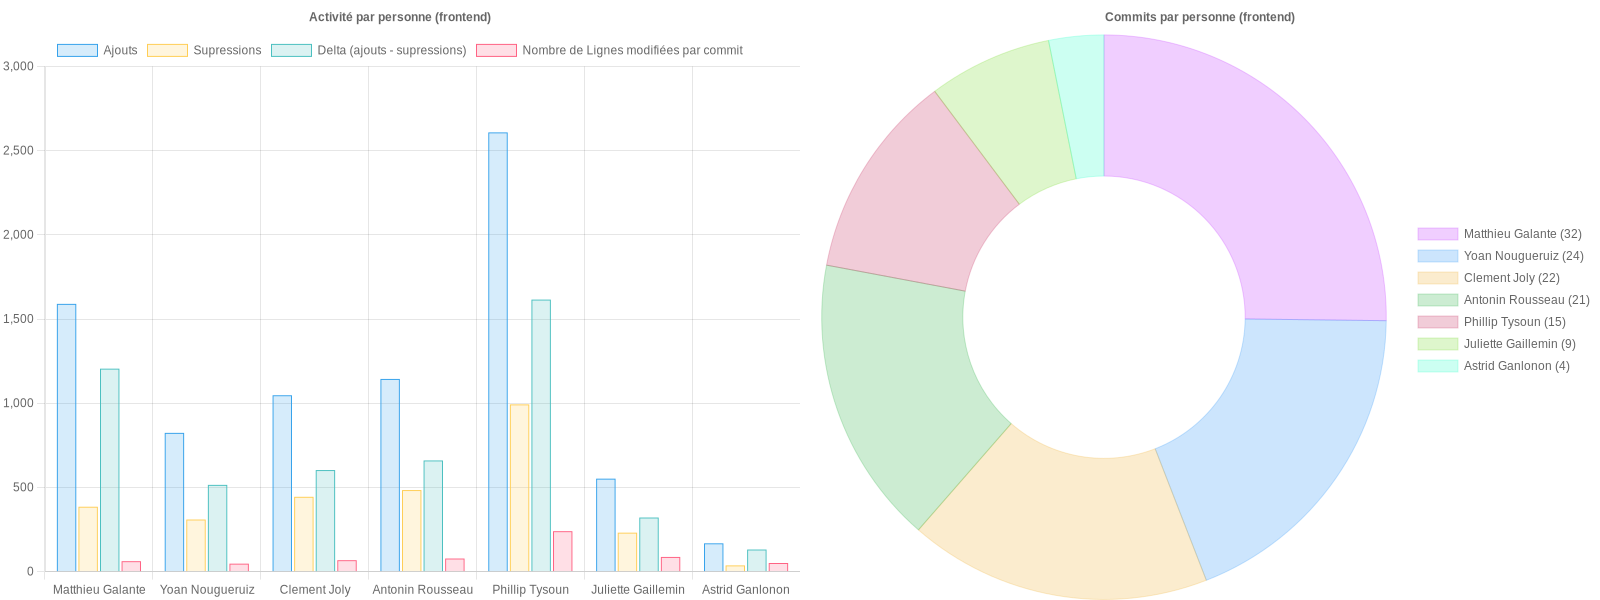 Activité par personne (frontend)
Ajouts
Supressions
Delta (ajouts - supressions)
Nombre de Lignes modifiées par commit
3,000
2,500
2,000
1,500
1,000
500
0
Matthieu Galante
Yoan Nougueruiz
Clement Joly
Antonin Rousseau
Phillip Tysoun
Juliette Gaillemin
Astrid Ganlonon
Commits par personne (frontend)
Matthieu Galante (32)
Yoan Nougueruiz (24)
Clement Joly (22)
Antonin Rousseau (21)
Phillip Tysoun (15)
Juliette Gaillemin (9)
Astrid Ganlonon (4)